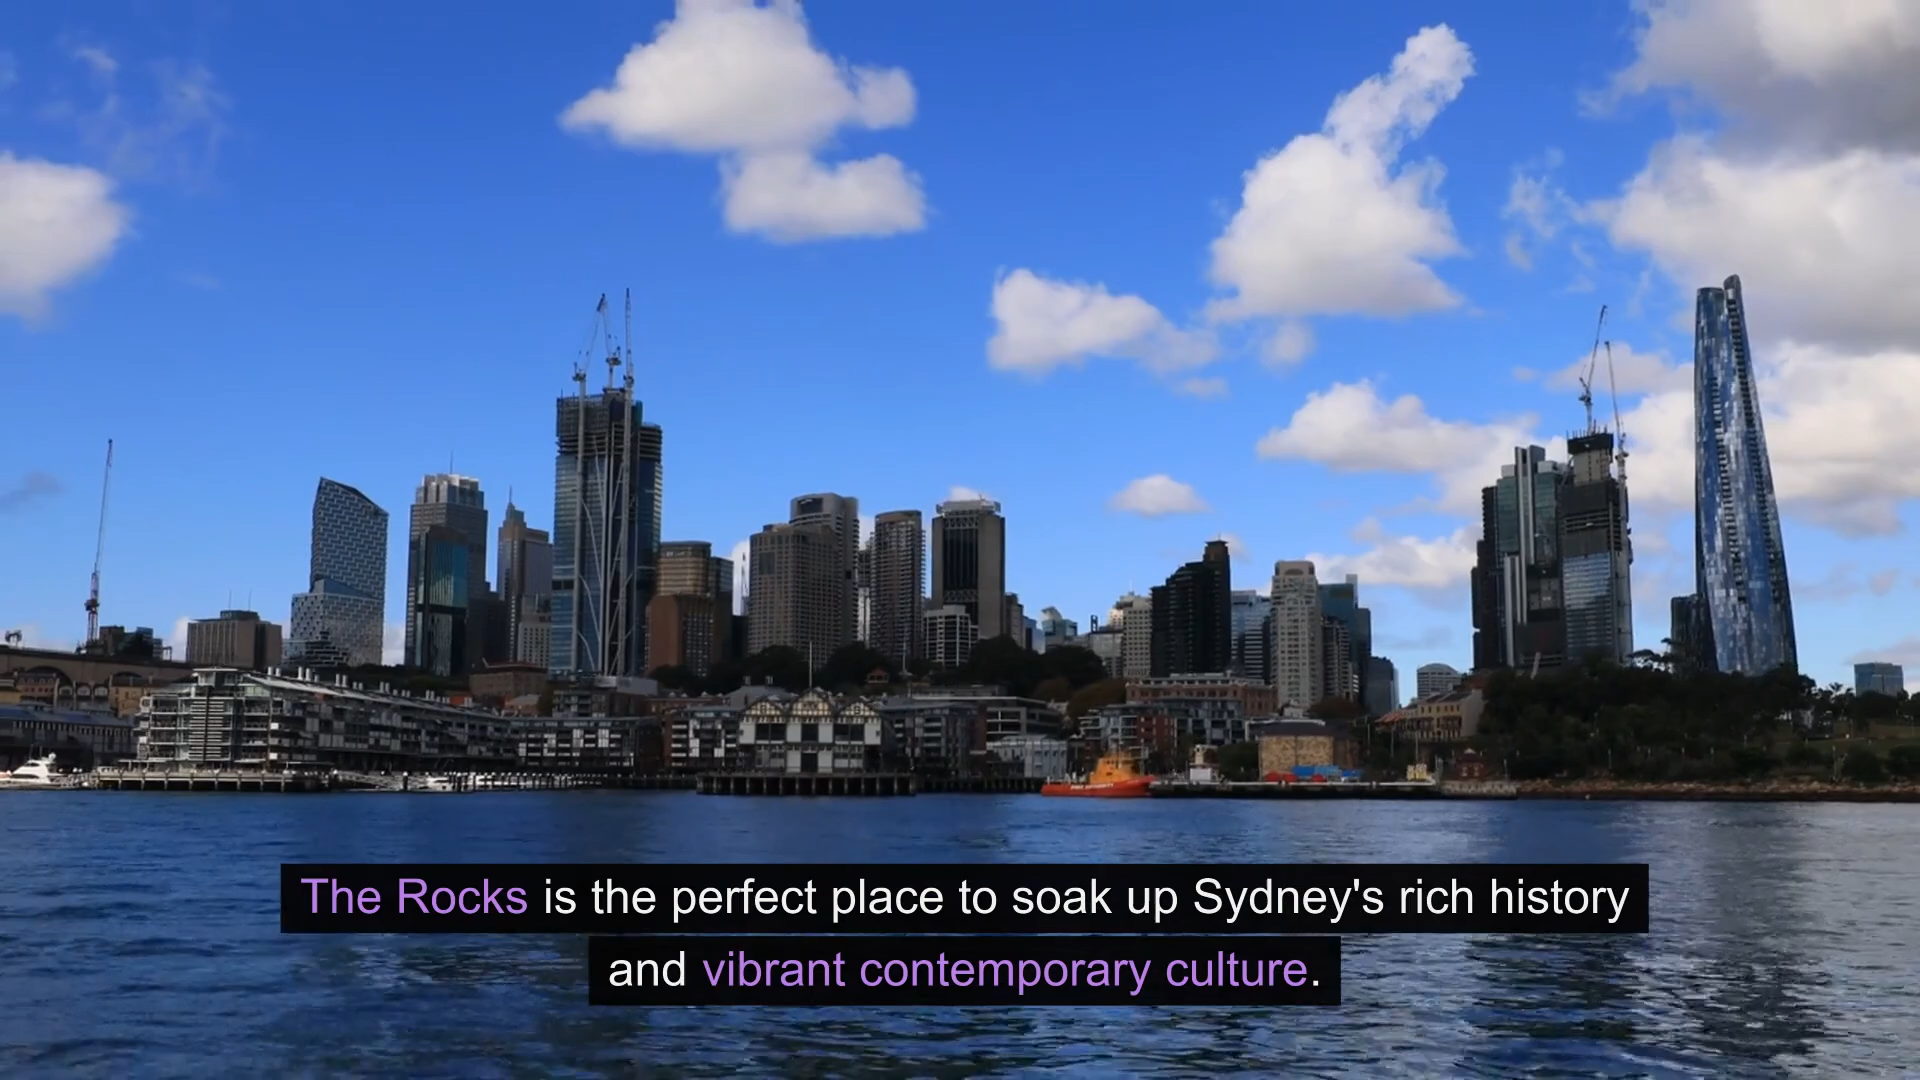 The Rocks is the perfect place to soak up Sydney's rich history
and vibrant contemporary culture.